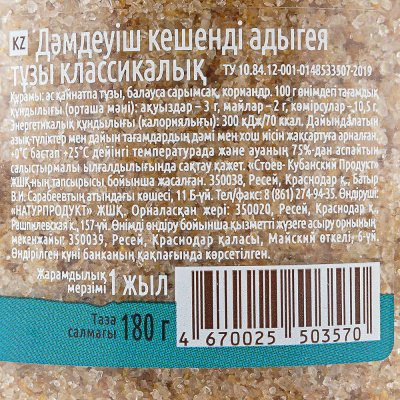 KZ Дәмдеуіш кешенді адыгея
тұзы классикалық ТУ 10.84.12-001-0148533507-2019
Құрамы: ас қайнатпа тұзы, балауса сарымсақ, кориандр. 100 г өнімдегі тағамдық
құндылығы (орташа мәні): ақуыздар – 3 г, майлар – 2 г, көмірсулар – 10,5 г.
Энергетикалық құндылығы (калориялығы): 300 кДж/70 ккал. Дайындалатын
азық-түліктер мен дайын тағамдардың дәмі мен хош иісін жақсартуға арналған.
+0°С бастап +25°С дейінгі температурада және ауаның 75%-дан аспайтын
салыстырмалы ылғалдылығында сақтау қажет. «Стоев- Кубанский Продукт»
ЖШҚ-ның тапсырысы бойынша жасалған. 350038, Ресей, Краснодар қ., Батыр
В.И. Сарабеевтың атындағы көшесі, 11 Б-үй. Тел/факс: 8 (861) 274-94-35. Өндіруші:
«НАТУРПРОДУКТ» ЖШҚ, Орналасқан жері: 350020, Ресей, Краснодар қ.,
Рашпилевская к., 157-үй. Өнімді өндіру бойынша қызметті жүзеге асыру орнының
мекенжайы: 350039, Ресей, Краснодар қаласы, Майский өткелі, 6-үй.
Өндірілген күні банканың қақпағында көрсетілген.
Жарамдылық
мерзімі 1 жыл
Таза
салмағы 180 г
4 670025 503570